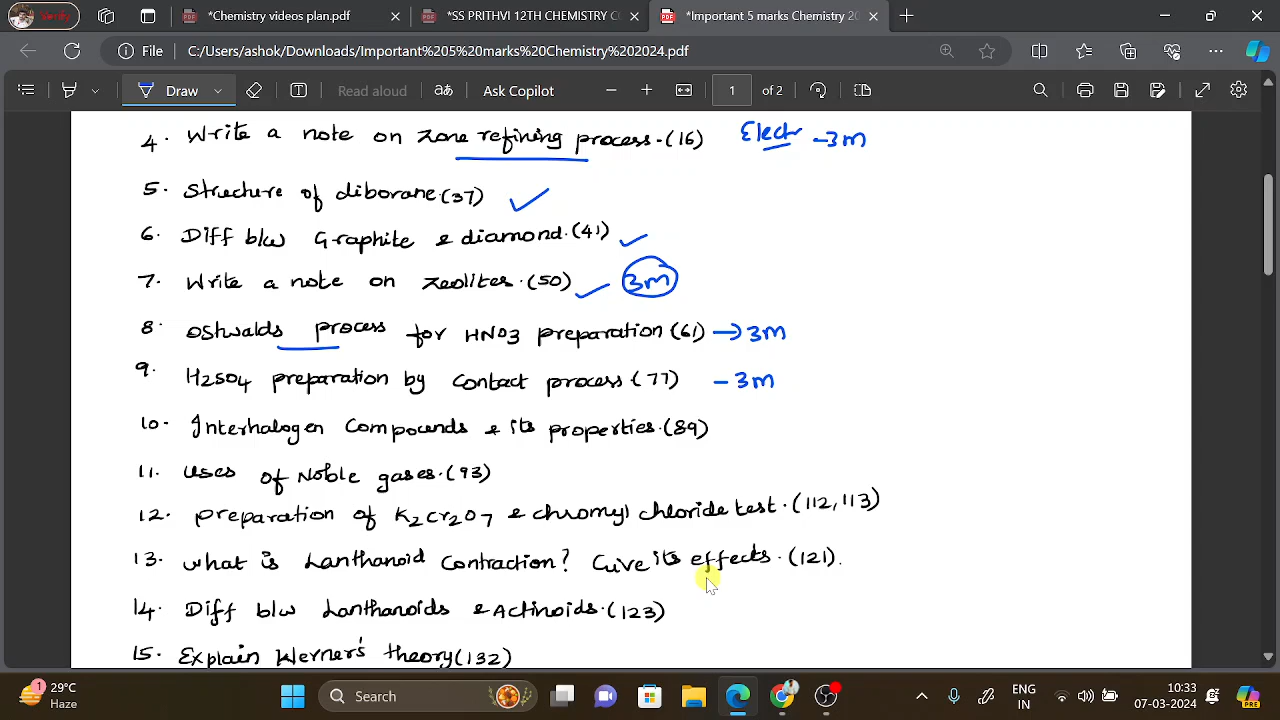 *Chemistry videos plan.pdf
*SSTUDI VI 12TH CHEMISTRY C
*Important 5 marks Chemistry 20
File C:/Users/ashok/Downloads/Important%205%20marks%20Chemistry%202024.pdf
Draw Read aloud Ask Copilot 1 of 2
4. Write a note on zone refining process.(16) Electr -3m
5. Structure of diborane.(37)
6. Diff b/w Graphite & diamond.(41)
7. Write a note on zeolites.(50) 3m
8. Ostwalds process for HNO3 preparation(61) → 3m
9. H2SO4 preparation by contact process(77) - 3m
10. Interhalogen compounds & its properties.(89)
11. Uses of Noble gases.(93)
12. preparation of K2Cr2O7 & chromyl chloride test.(112,113)
13. What is Lanthanoid Contraction? Give its effects.(121).
14. Diff b/w Lanthanoids & Actinoids.(123)
15. Explain Werner's theory(132)
1 29°C Haze
Search
PRE
ENG IN
10:33
07-03-2024